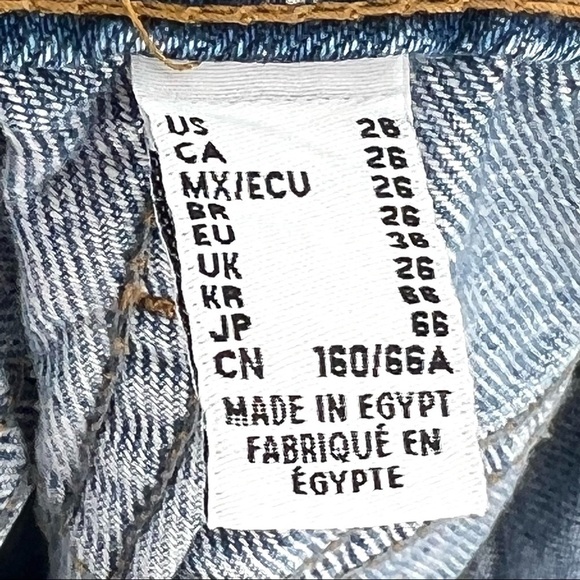 US 26
CA 26
MX/ECU 26
BR 26
EU 36
UK 26
KR 66
JP 66
CN 160/66A
MADE IN EGYPT
FABRIQUÉ EN
ÉGYPTE